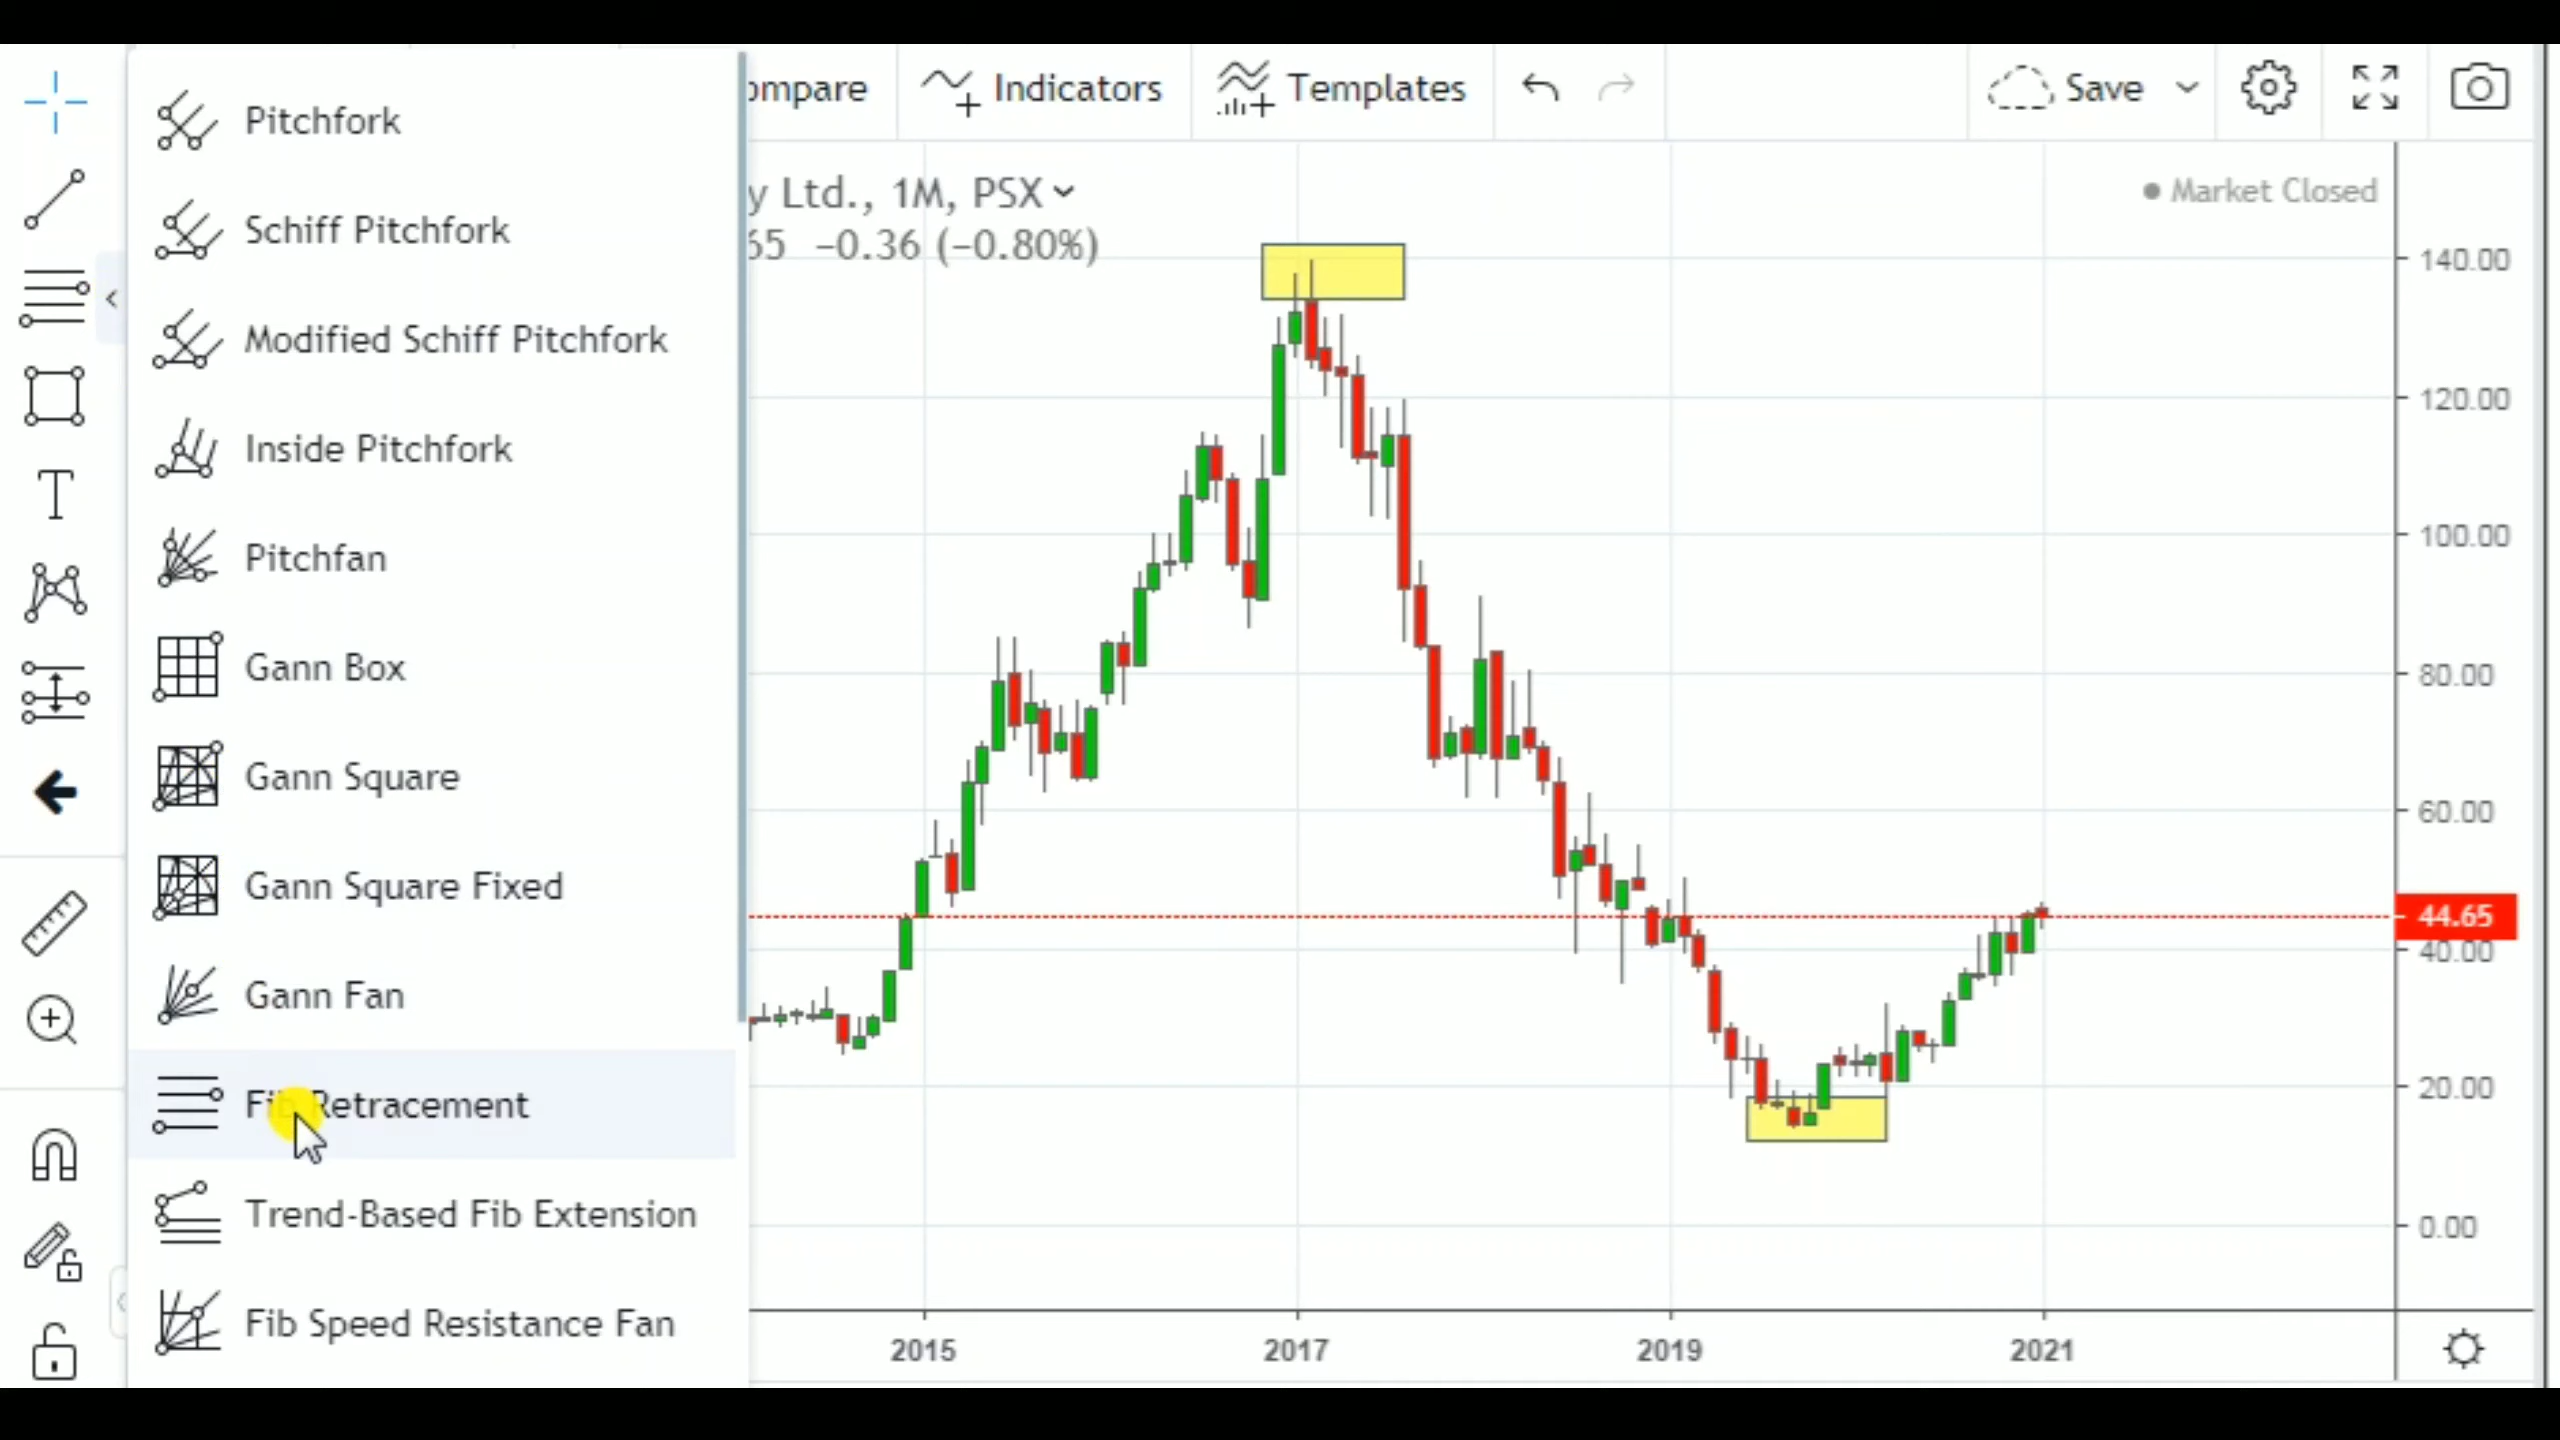 ompare
Indicators
Templates
Save
y Ltd., 1M, PSX
65 −0.36 (−0.80%)
Market Closed
Pitchfork
Schiff Pitchfork
Modified Schiff Pitchfork
Inside Pitchfork
Pitchfan
Gann Box
Gann Square
Gann Square Fixed
Gann Fan
Fib Retracement
Trend-Based Fib Extension
Fib Speed Resistance Fan
T
140.00
120.00
100.00
80.00
60.00
44.65
40.00
20.00
0.00
2015
2017
2019
2021